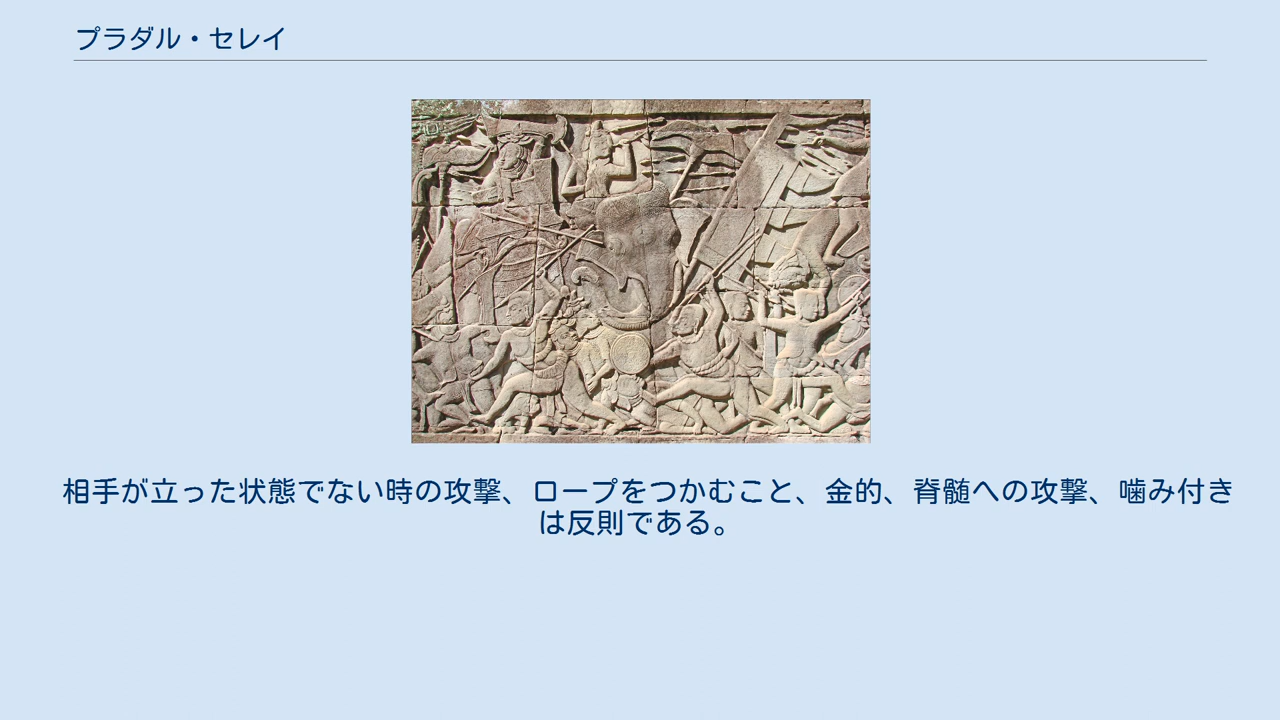 プラダル・セレイ
相手が立った状態でない時の攻撃、ロープをつかむこと、金的、脊髄への攻撃、噛み付き
は反則である。